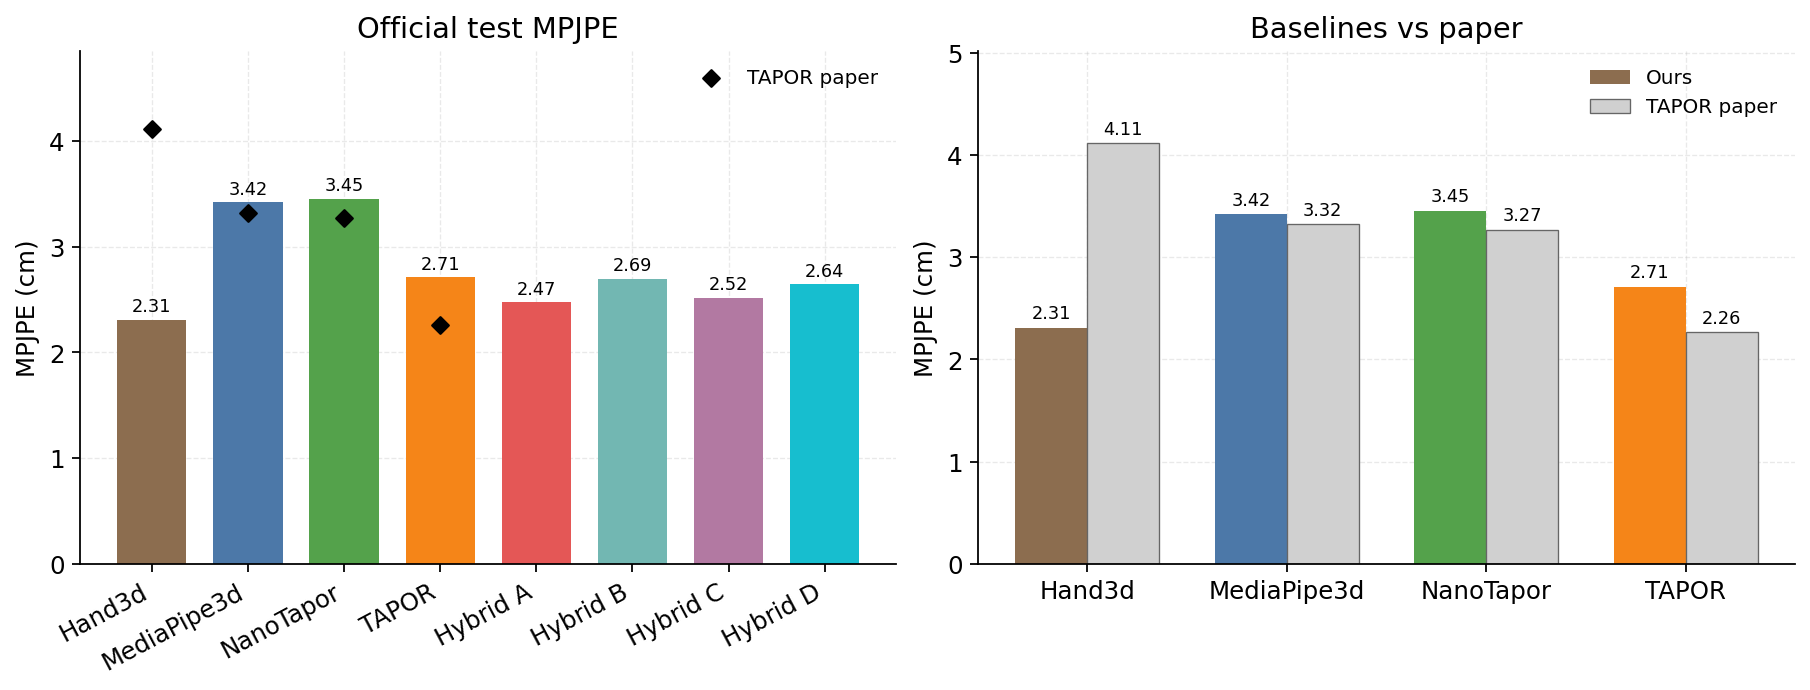 Official test MPJPE
TAPOR paper
MPJPE (cm)
4
3
2
1
0
2.31
3.42
3.45
2.71
2.47
2.69
2.52
2.64
Hand3d
MediaPipe3d
NanoTapor
TAPOR
Hybrid A
Hybrid B
Hybrid C
Hybrid D
Baselines vs paper
Ours
TAPOR paper
MPJPE (cm)
5
4
3
2
1
0
2.31
4.11
3.42
3.32
3.45
3.27
2.71
2.26
Hand3d
MediaPipe3d
NanoTapor
TAPOR